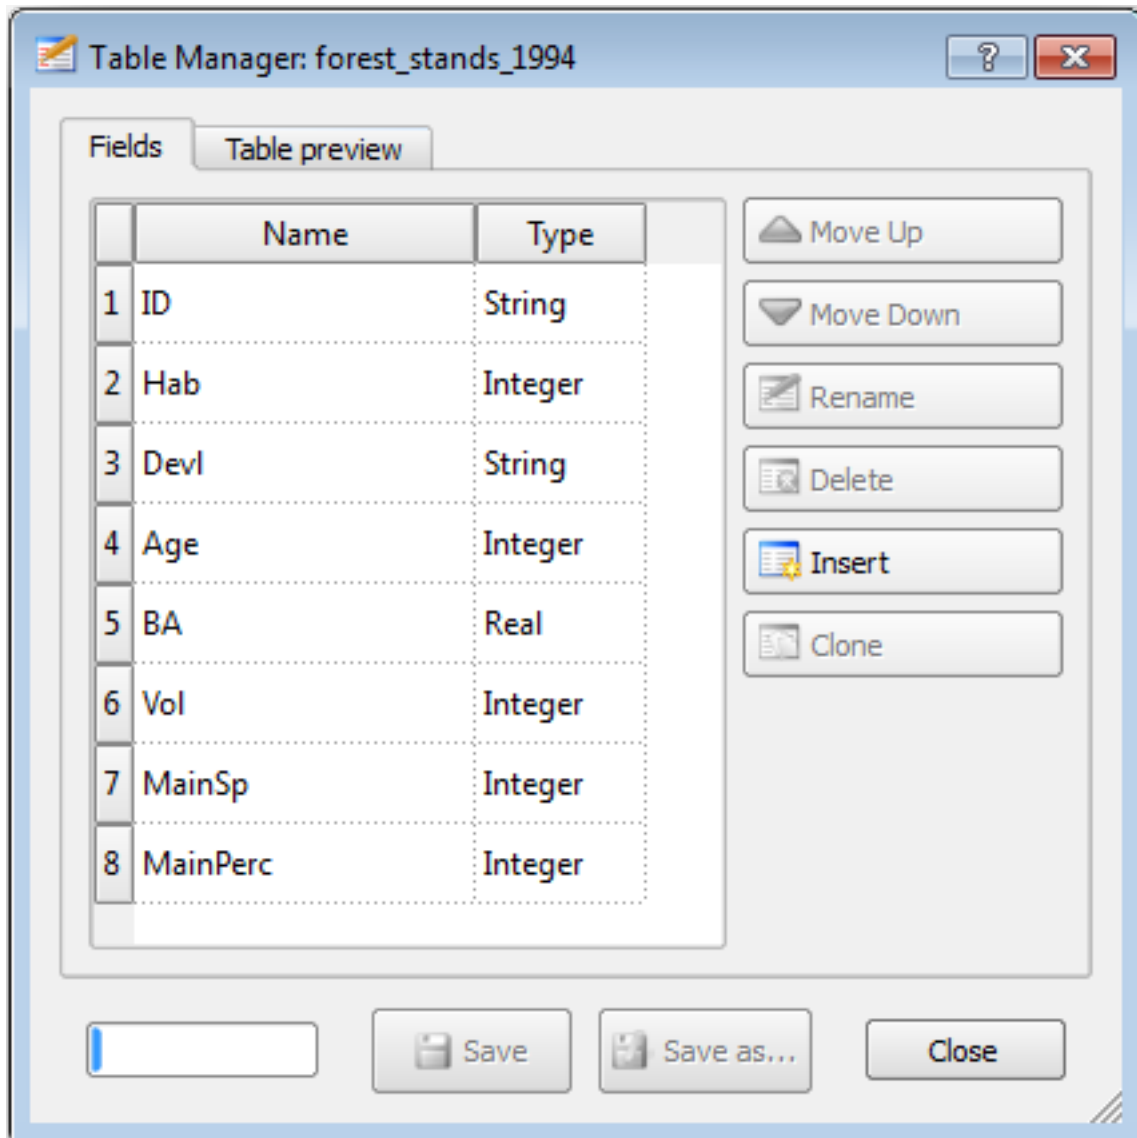 Table Manager: forest_stands_1994
?
Fields Table preview
Name Type
1 ID String
2 Hab Integer
3 Devl String
4 Age Integer
5 BA Real
6 Vol Integer
7 MainSp Integer
8 MainPerc Integer
Move Up
Move Down
Rename
Delete
Insert
Clone
Save Save as... Close